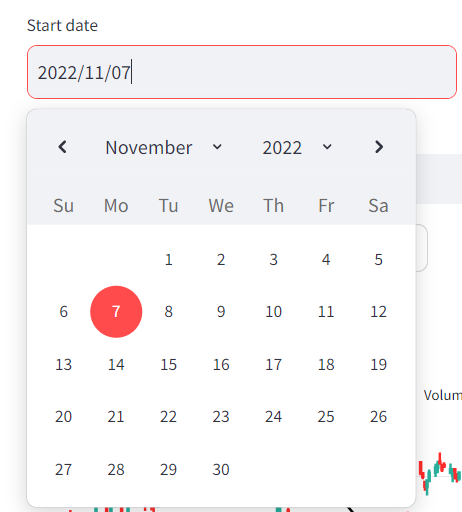 Start date
2022/11/07
November 2022
Su Mo Tu We Th Fr Sa
1 2 3 4 5
6 7 8 9 10 11 12
13 14 15 16 17 18 19
Volum
20 21 22 23 24 25 26
27 28 29 30